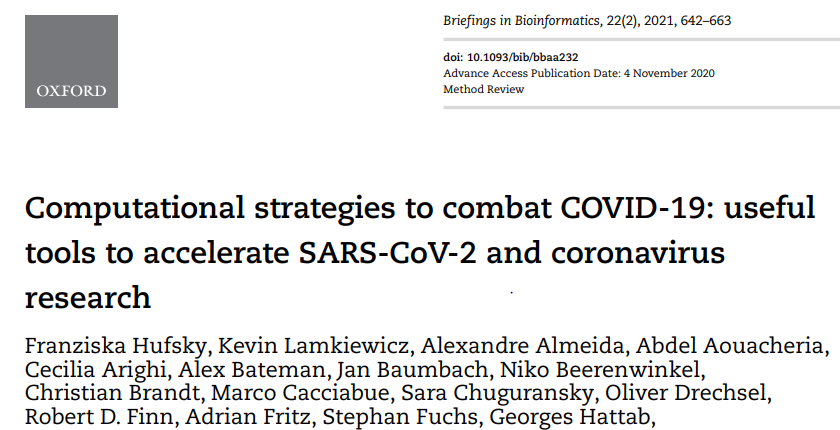 OXFORD
Briefings in Bioinformatics, 22(2), 2021, 642–663
doi: 10.1093/bib/bbaa232
Advance Access Publication Date: 4 November 2020
Method Review
Computational strategies to combat COVID-19: useful
tools to accelerate SARS-CoV-2 and coronavirus
research
Franziska Hufsky, Kevin Lamkiewicz, Alexandre Almeida, Abdel Aouacheria,
Cecilia Arighi, Alex Bateman, Jan Baumbach, Niko Beerenwinkel,
Christian Brandt, Marco Cacciabue, Sara Chuguransky, Oliver Drechsel,
Robert D. Finn, Adrian Fritz, Stephan Fuchs, Georges Hattab,